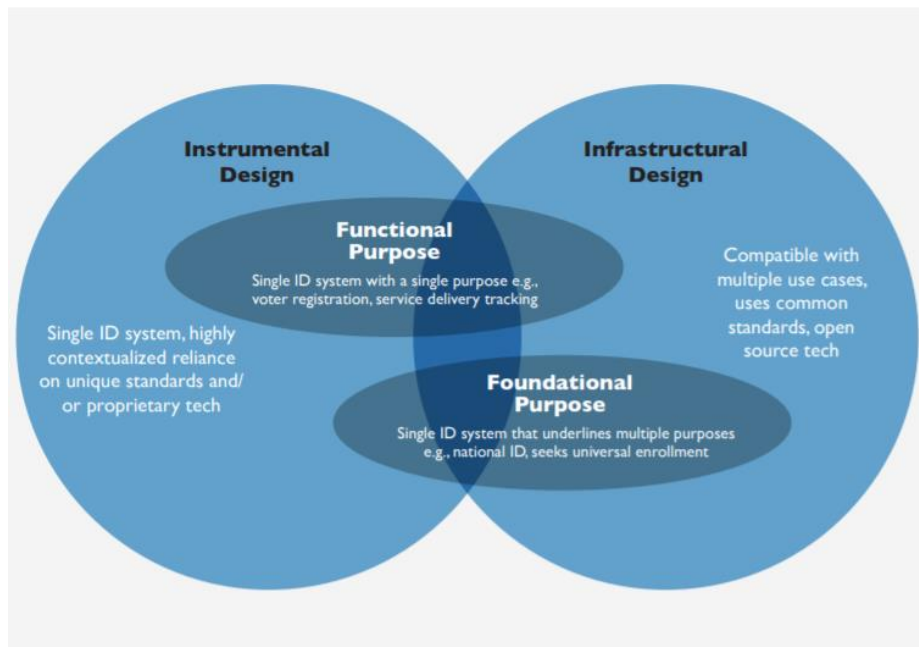 Instrumental
Design
Infrastructural
Design
Functional
Purpose
Single ID system with a single purpose e.g.,
voter registration, service delivery tracking
Single ID system, highly
contextualized reliance
on unique standards and/
or proprietary tech
Compatible with
multiple use cases,
uses common
standards, open
source tech
Foundational
Purpose
Single ID system that underlines multiple purposes
e.g., national ID, seeks universal enrollment